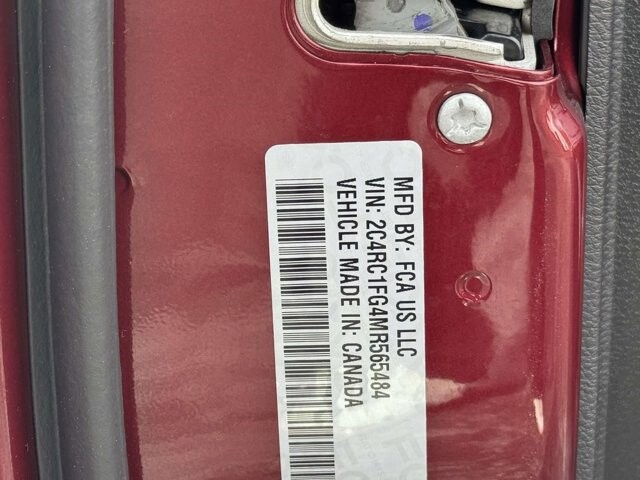 MFD BY: FCA US LLC
VIN: 2C4RC1FG4MR565484
VEHICLE MADE IN: CANADA